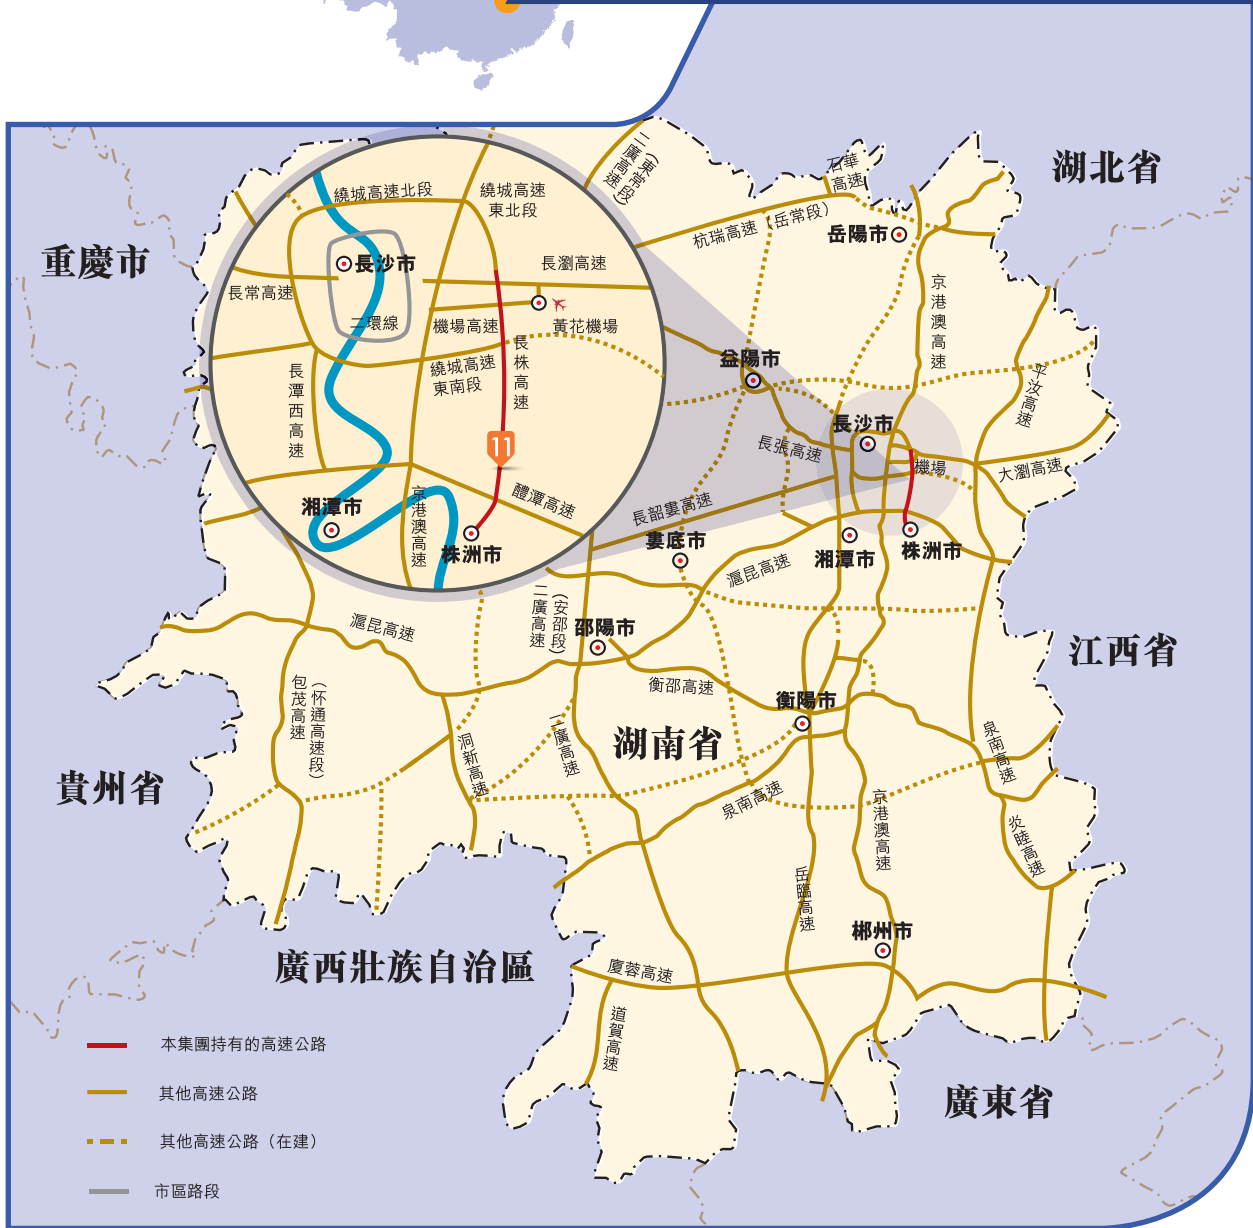 湖北省
重慶市
二廣高速
（東常段）
石華
高速
杭瑞高速（岳常段）
岳陽市
繞城高速北段
繞城高速
東北段
長沙市
長瀏高速
長常高速
二環線
機場高速
黃花機場
繞城高速
東南段
長株高速
長潭西高速
11
湘潭市
京港澳高速
醴潭高速
株洲市
京港澳高速
益陽市
平汝高速
長沙市
長張高速
機場
大瀏高速
長韶婁高速
婁底市
湘潭市
株洲市
滬昆高速
二廣高速
（安邵段）
邵陽市
滬昆高速
江西省
衡邵高速
衡陽市
包茂高速
（怀通高速段）
洞新高速
二廣高速
湖南省
泉南高速
貴州省
泉南高速
京港澳高速
炎睦高速
岳臨高速
郴州市
廣西壯族自治區
廈蓉高速
道賀高速
廣東省
本集團持有的高速公路
其他高速公路
其他高速公路（在建）
市區路段